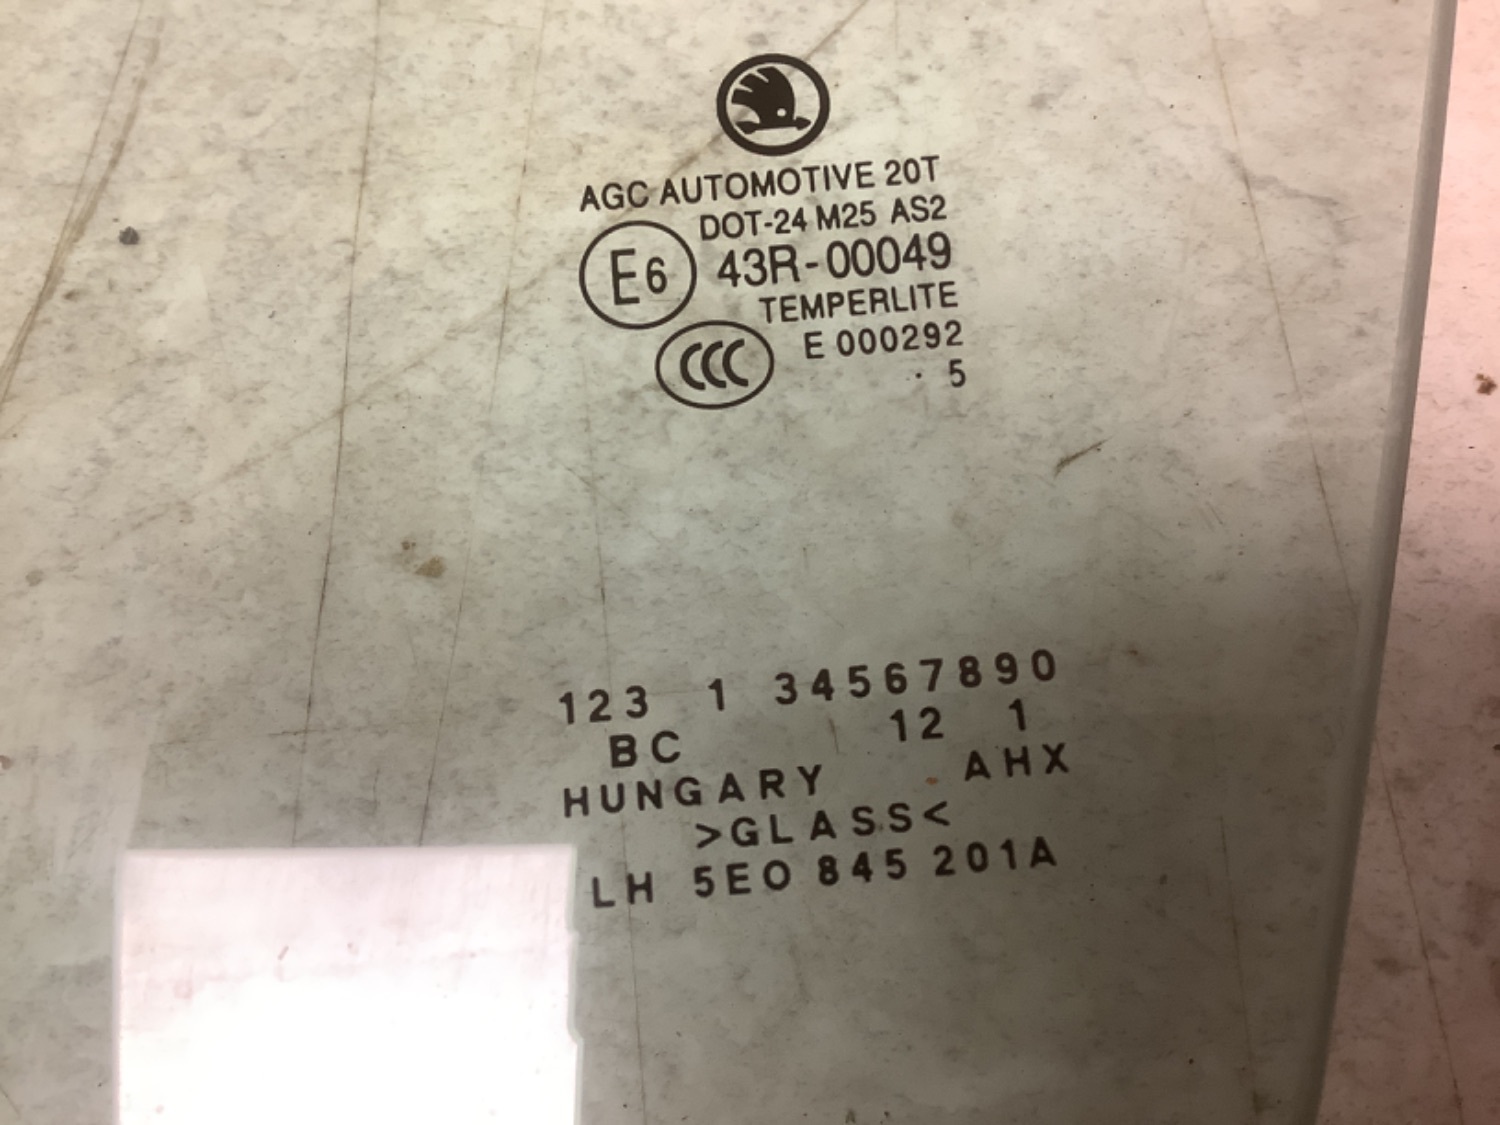 AGC AUTOMOTIVE 20T
DOT-24 M25 AS2
E6 43R-00049
TEMPERLITE
CCC E 000292
· 5
123 1 34567890
BC 12 1
HUNGARY AHX
>GLASS<
LH 5E0 845 201A